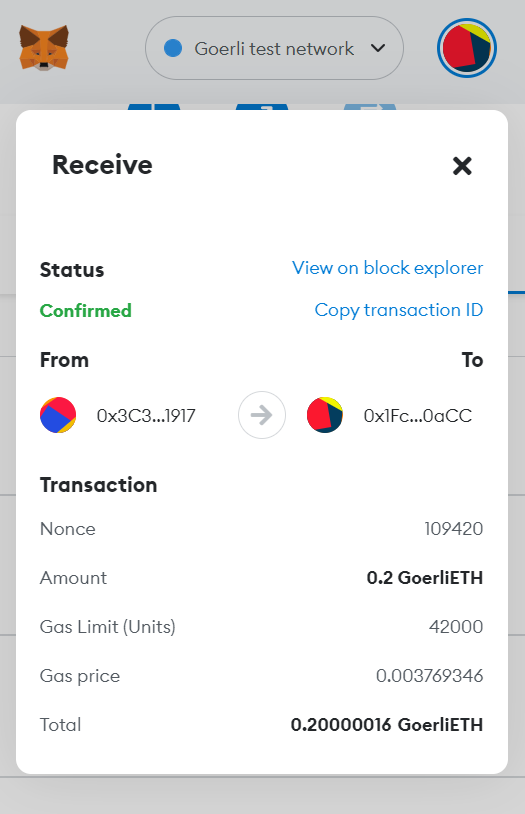 Goerli test network
Receive
Status
View on block explorer
Confirmed
Copy transaction ID
From
To
0x3C3...1917
0x1Fc...0aCC
Transaction
Nonce
109420
Amount
0.2 GoerliETH
Gas Limit (Units)
42000
Gas price
0.003769346
Total
0.20000016 GoerliETH